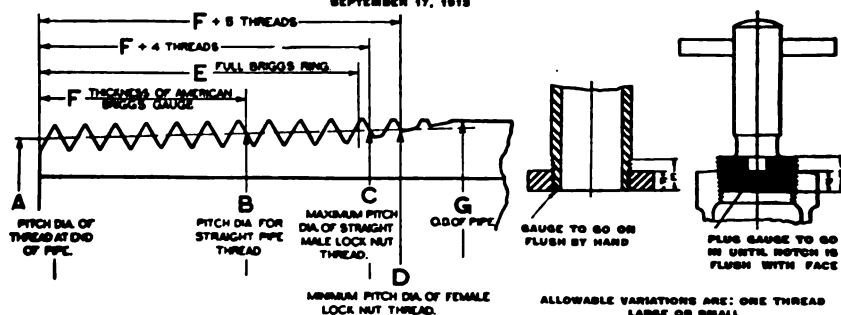 SEPTEMBER 17, 1913
F + 5 THREADS
F + 4 THREADS
E FULL BRIGGS RING
F THICKNESS OF AMERICAN
BRIGGS GAUGE
A
PITCH DIA. OF
THREAD AT END
OF PIPE.
B
PITCH DIA FOR
STRAIGHT PIPE
THREAD
C
MAXIMUM PITCH
DIA. OF STRAIGHT
MALE LOCK NUT
THREAD.
D
MINIMUM PITCH DIA. OF FEMALE
LOCK NUT THREAD.
G
O.D. OF PIPE
GAUGE TO GO ON
FLUSH BY HAND
PLUG GAUGE TO GO
IN UNTIL NOTCH IS
FLUSH WITH FACE
ALLOWABLE VARIATIONS ARE: ONE THREAD
LARGE OR SMALL